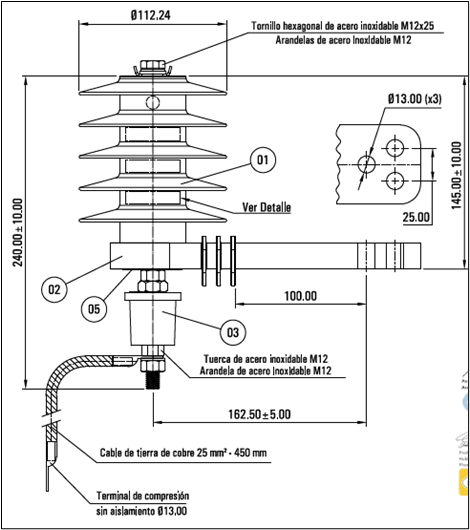 Ø112.24
Tornillo hexagonal de acero inoxidable M12x25
Arandelas de acero Inoxidable M12
Ø13.00 (x3)
01
240.00±10.00
145.00±10.00
25.00
Ver Detalle
02
05
100.00
03
Tuerca de acero inoxidable M12
Arandela de acero Inoxidable M12
162.50±5.00
Cable de tierra de cobre 25 mm² - 450 mm
Terminal de compresión
sin aislamiento Ø13,00